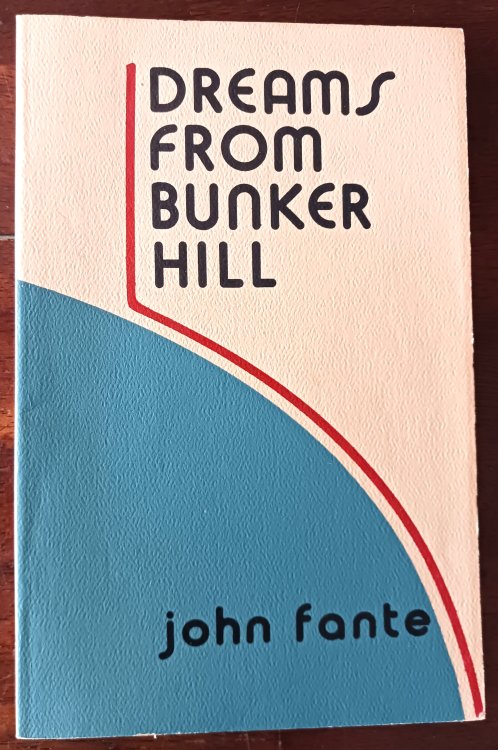 DREAMS
FROM
BUNKER
HILL
john fante